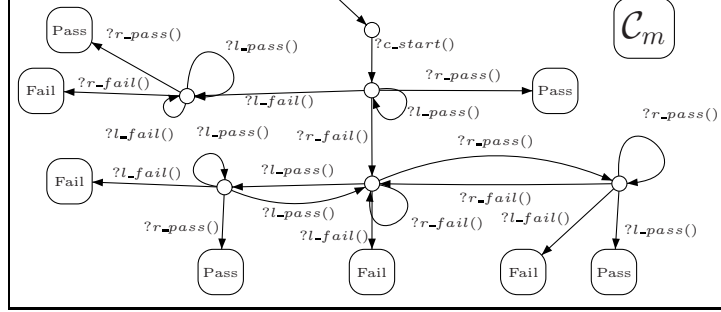 Pass
?r_pass()
?l_pass()
?c_start()
C_m
?r_fail()
?r_pass()
Fail
?l_fail()
Pass
?l_pass()
?l_fail()
?l_pass()
?r_fail()
?r_pass()
?r_pass()
?l_fail()
?l_pass()
Fail
?r_fail()
?l_pass()
?l_fail()
?r_pass()
?r_fail()
?l_pass()
?l_fail()
Pass
Fail
Fail
Pass